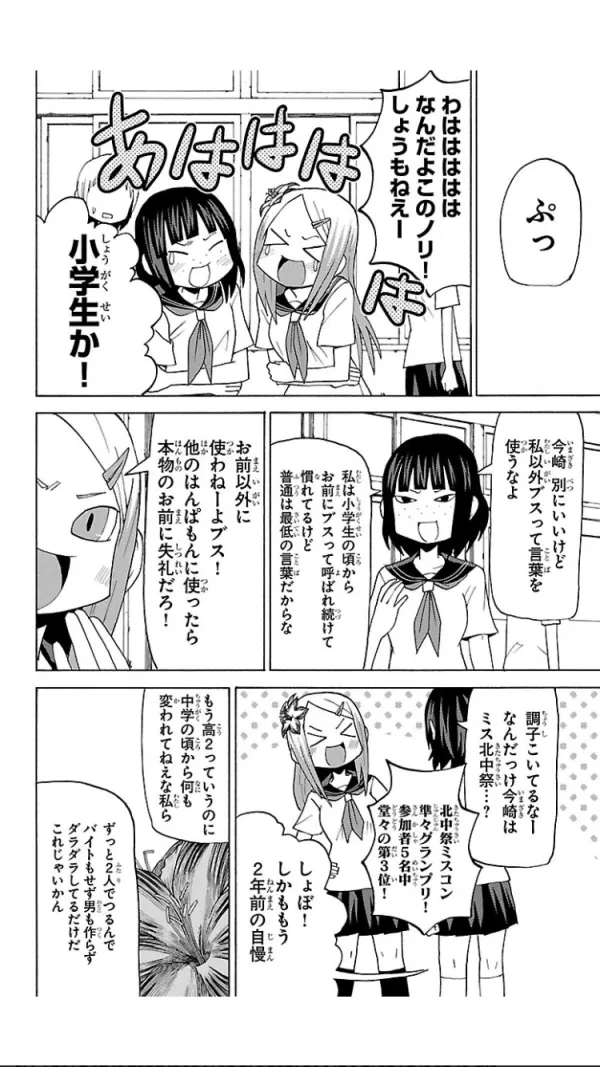 ぷっ
わはははは
なんだよこのノリ！
しょうもねえー
あはははは
小学生か！
今崎 別にいいけど
私以外ブスって言葉を
使うなよ
私は小学生の頃から
お前にブスって呼ばれ続けて
慣れてるけど
普通は最低の言葉だからな
お前以外に
使わねーよブス！
他のはんぱもんに使ったら
本物のお前に失礼だろ！
調子こいてるなー
なんだっけ今崎は
ミス北中祭…？
北中祭ミスコン
準々グランプリ！
参加者5名中
堂々の第3位！
しょぼ！
しかももう
2年前の自慢
もう高2っていうのに
中学の頃から何も
変われてねえな私ら
ずっと2人でつるんで
バイトもせず男も作らず
ダラダラしてるだけだ
これじゃいかん